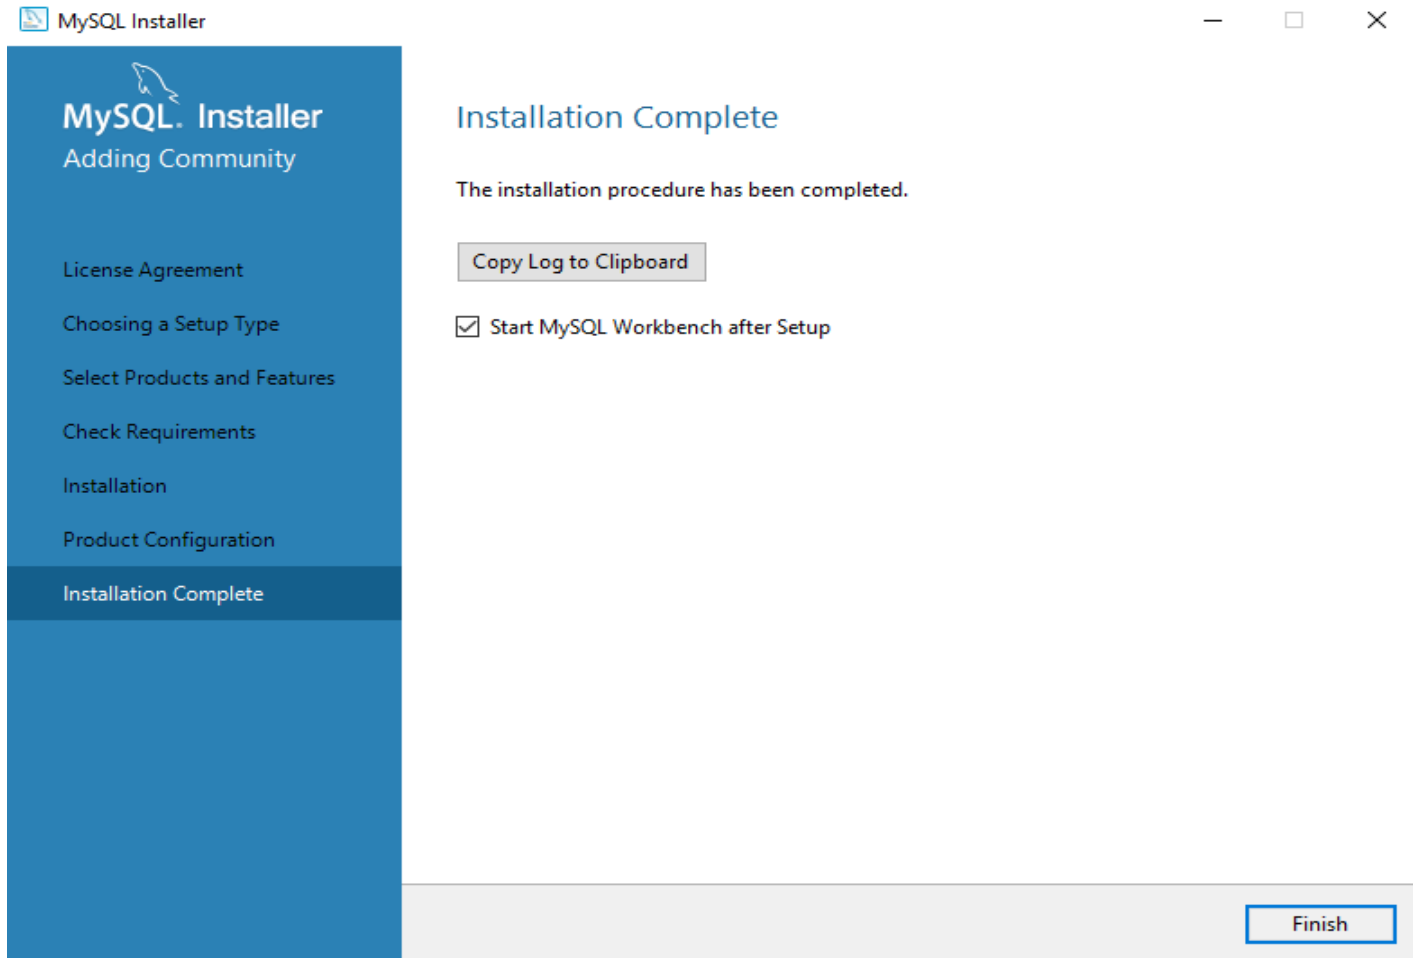 MySQL Installer
MySQL. Installer
Adding Community
License Agreement
Choosing a Setup Type
Select Products and Features
Check Requirements
Installation
Product Configuration
Installation Complete
Installation Complete
The installation procedure has been completed.
Copy Log to Clipboard
Start MySQL Workbench after Setup
Finish